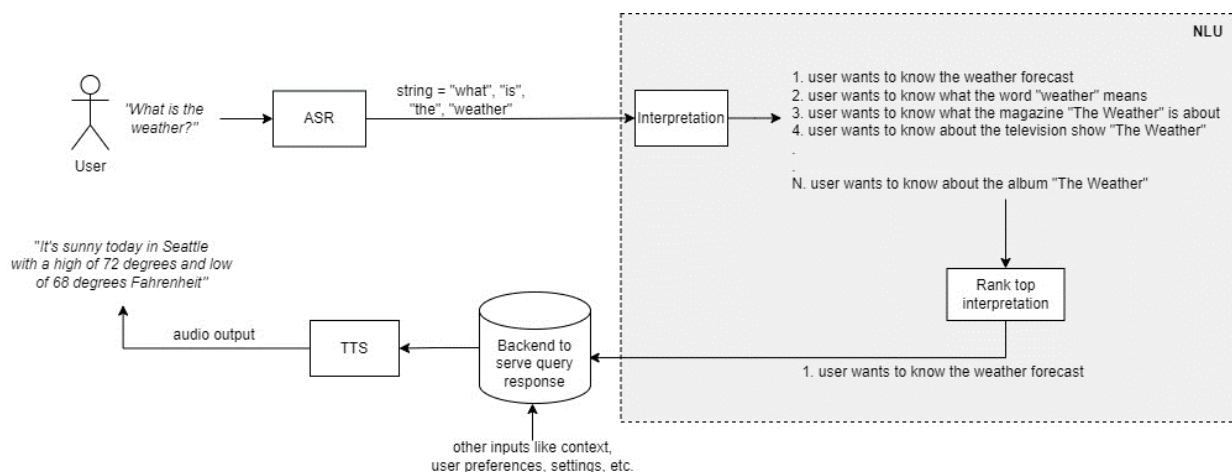 NLU
User
"What is the
weather?"
ASR
string = "what", "is",
"the", "weather"
Interpretation
1. user wants to know the weather forecast
2. user wants to know what the word "weather" means
3. user wants to know what the magazine "The Weather" is about
4. user wants to know about the television show "The Weather"
.
.
N. user wants to know about the album "The Weather"
Rank top
interpretation
1. user wants to know the weather forecast
Backend to
serve query
response
other inputs like context,
user preferences, settings, etc.
TTS
audio output
"It's sunny today in Seattle
with a high of 72 degrees and low
of 68 degrees Fahrenheit"